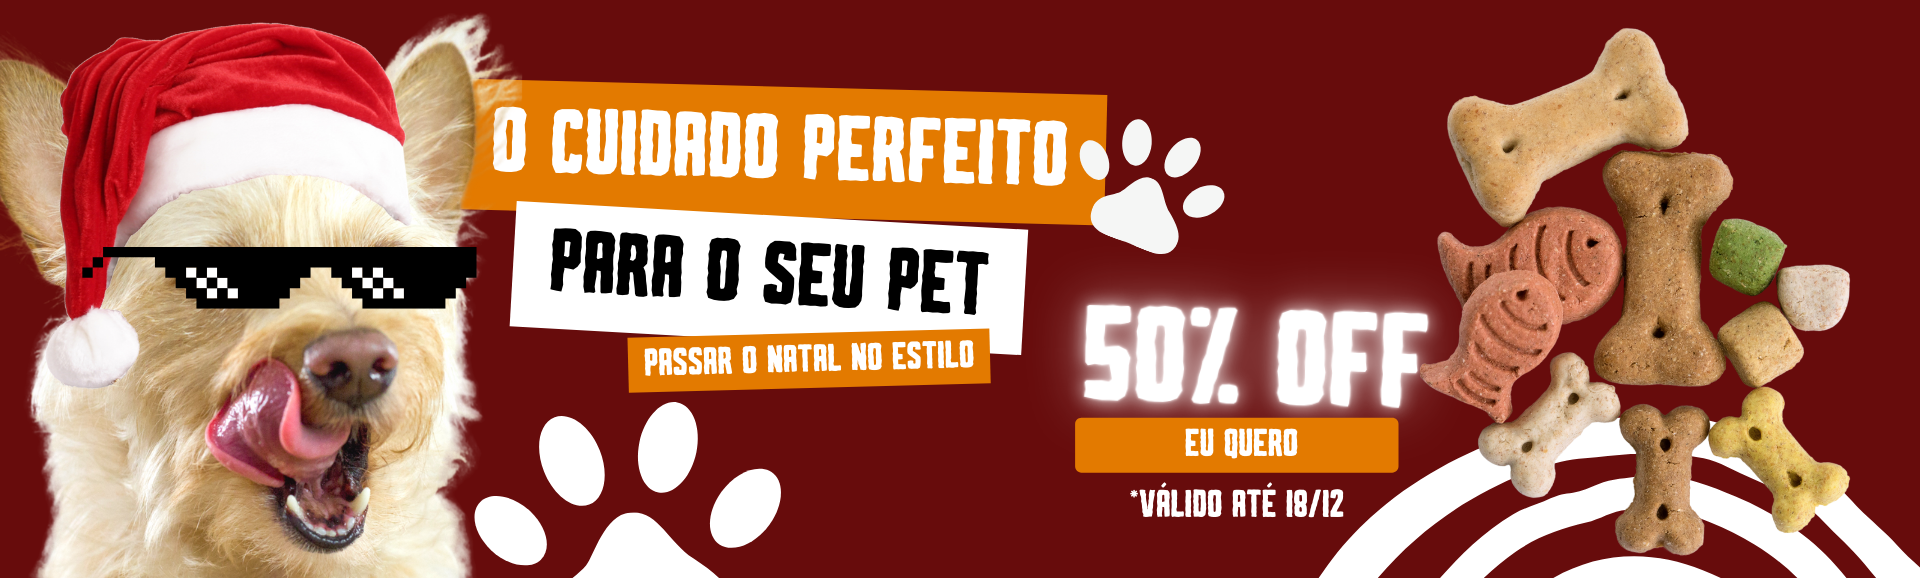 O CUIDADO PERFEITO
PARA O SEU PET
PASSAR O NATAL NO ESTILO
50% OFF
EU QUERO
*VÁLIDO ATÉ 18/12